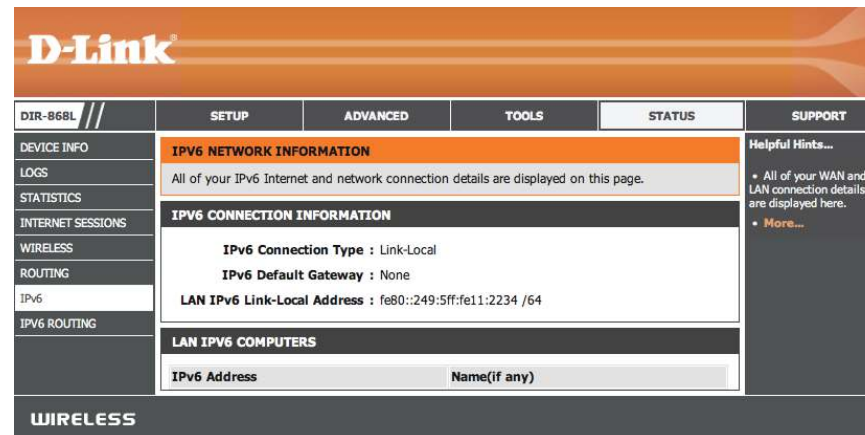 D-Link®
DIR-868L
SETUP
ADVANCED
TOOLS
STATUS
SUPPORT
DEVICE INFO
LOGS
STATISTICS
INTERNET SESSIONS
WIRELESS
ROUTING
IPv6
IPV6 ROUTING
IPV6 NETWORK INFORMATION
All of your IPv6 Internet and network connection details are displayed on this page.
IPV6 CONNECTION INFORMATION
IPv6 Connection Type : Link-Local
IPv6 Default Gateway : None
LAN IPv6 Link-Local Address : fe80::249:5ff:fe11:2234 /64
LAN IPV6 COMPUTERS
IPv6 Address Name(if any)
Helpful Hints...
• All of your WAN and
LAN connection details
are displayed here.
• More...
WIRELESS